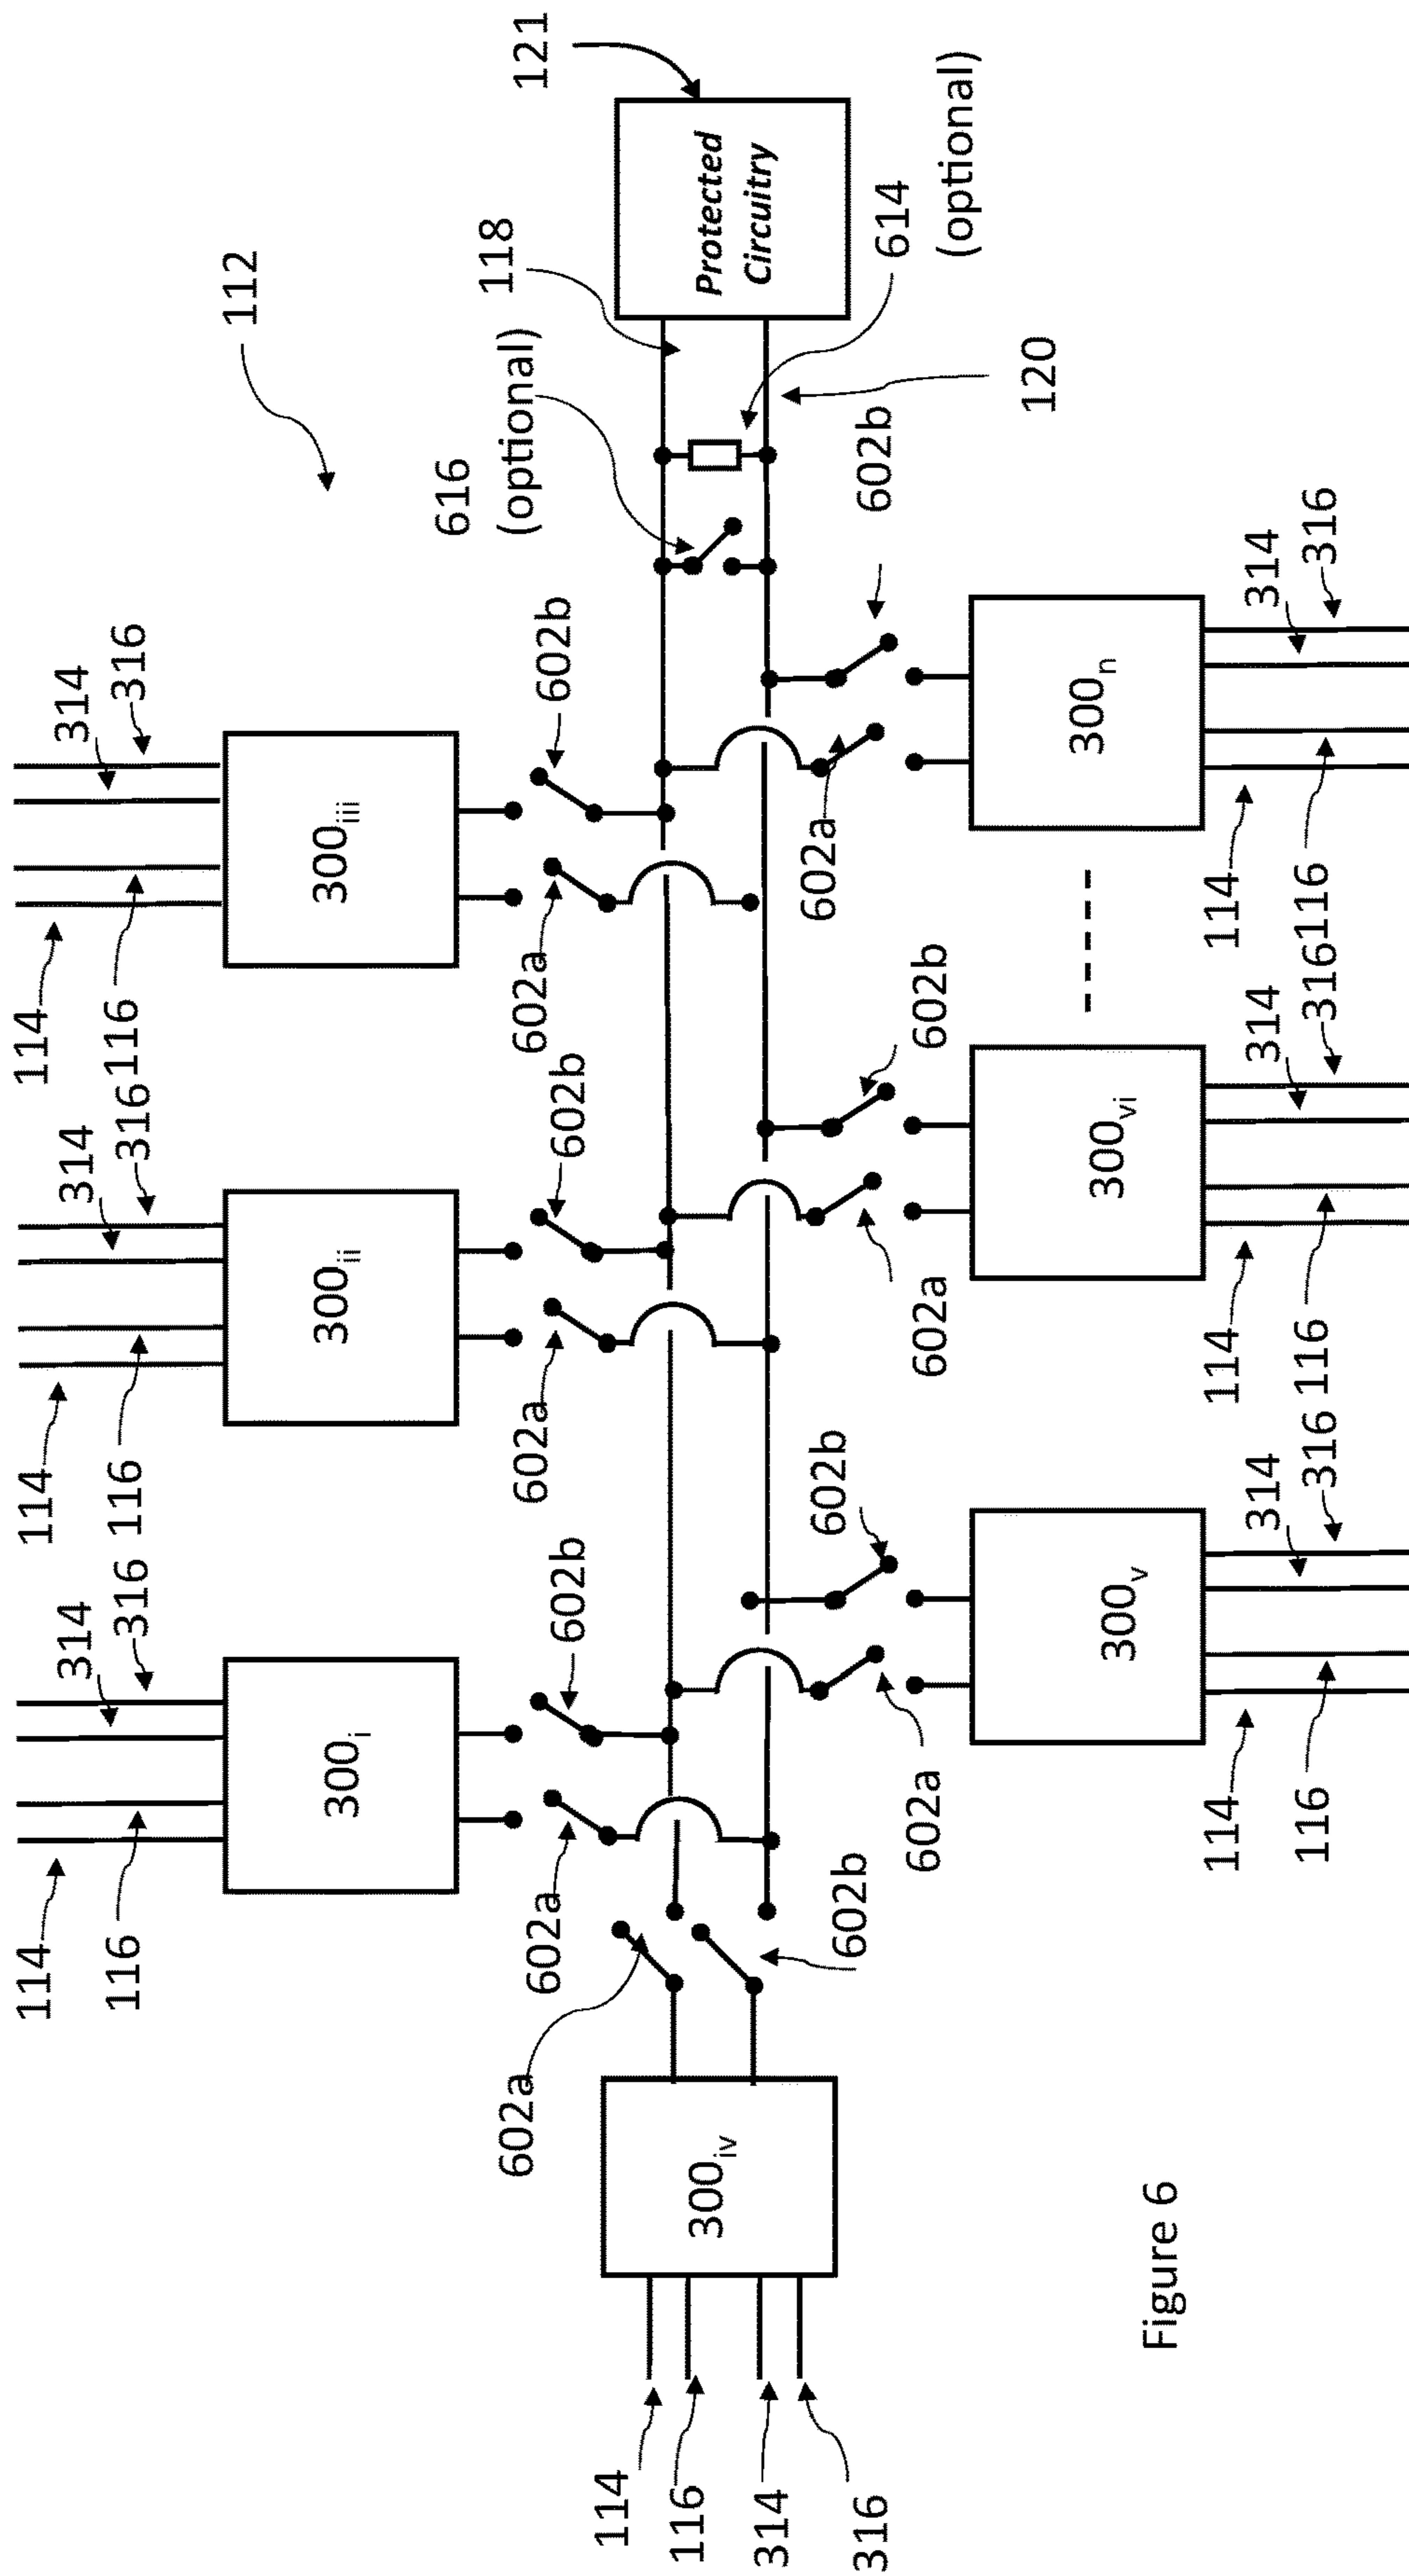 114
114
114
314
314
314
116
316
116
316
116
316
112
300i
300ii
300iii
616
(optional)
118
121
602a
602a
602b
602a
602b
602a
602b
114
116
314
316
300iv
Protected
Circuitry
602b
602b
602a
602b
614
(optional)
602a
602a
602b
120
300v
300vi
300n
114
314
114
314
114
314
116
316
116
316
116
316
Figure 6